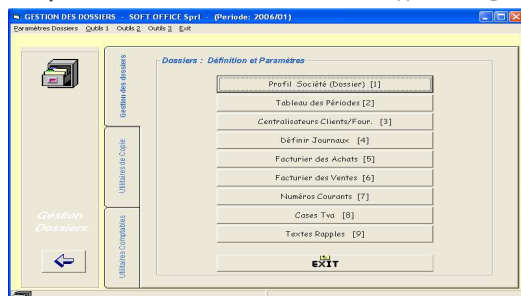 GESTION DES DOSSIERS - SOFT OFFICE Sprl - (Periode: 2006/01)
Paramètres Dossiers Outils 1 Outils 2 Outils 3 Exit
Gestion des dossiers
Utilitaires de Copie
Utilitaires Comptables
Gestion
Dossiers
Dossiers : Définition et Paramètres
Profil Société (Dossier) [1]
Tableau des Périodes [2]
Centralisateurs Clients/Four. [3]
Définir Journaux [4]
Facturier des Achats [5]
Facturier des Ventes [6]
Numéros Courants [7]
Cases Tva [8]
Textes Rapples [9]
EXIT